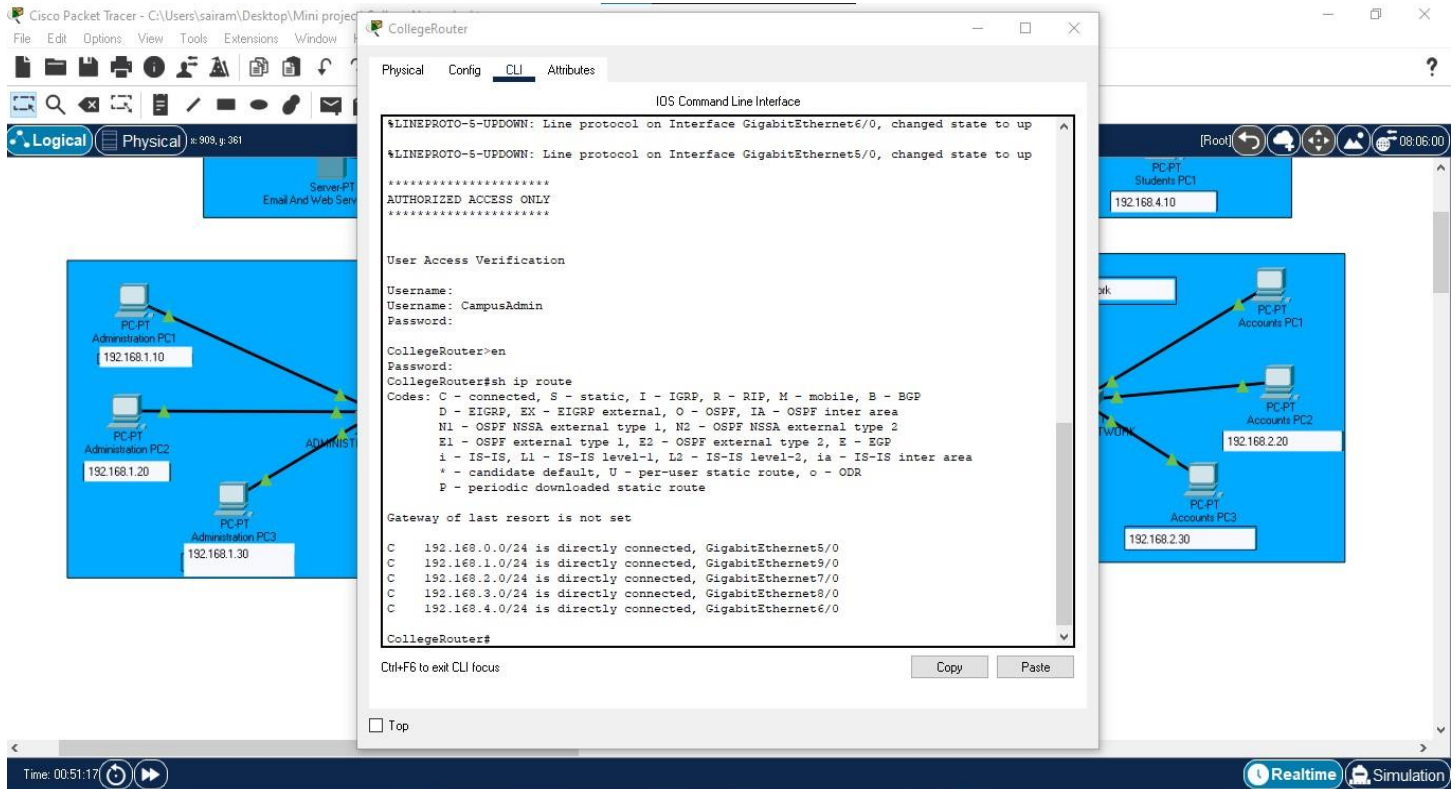 Cisco Packet Tracer - C:\Users\sairam\Desktop\Mini project
File Edit Options View Tools Extensions Window
Logical
Physical
x: 909, y: 361
[Root]
08:06:00
Server-PT
Email And Web Serv
PC-PT
Students PC1
192.168.4.10
PC-PT
Administration PC1
192.168.1.10
PC-PT
Administration PC2
192.168.1.20
PC-PT
Administration PC3
192.168.1.30
PC-PT
Accounts PC1
PC-PT
Accounts PC2
192.168.2.20
PC-PT
Accounts PC3
192.168.2.30
CollegeRouter
Physical Config CLI Attributes
IOS Command Line Interface
%LINEPROTO-5-UPDOWN: Line protocol on Interface GigabitEthernet6/0, changed state to up
%LINEPROTO-5-UPDOWN: Line protocol on Interface GigabitEthernet5/0, changed state to up
**********************
AUTHORIZED ACCESS ONLY
**********************
User Access Verification
Username:
Username: CampusAdmin
Password:
CollegeRouter>en
Password:
CollegeRouter#sh ip route
Codes: C - connected, S - static, I - IGRP, R - RIP, M - mobile, B - BGP
D - EIGRP, EX - EIGRP external, O - OSPF, IA - OSPF inter area
N1 - OSPF NSSA external type 1, N2 - OSPF NSSA external type 2
E1 - OSPF external type 1, E2 - OSPF external type 2, E - EGP
i - IS-IS, L1 - IS-IS level-1, L2 - IS-IS level-2, ia - IS-IS inter area
* - candidate default, U - per-user static route, o - ODR
P - periodic downloaded static route
Gateway of last resort is not set
C 192.168.0.0/24 is directly connected, GigabitEthernet5/0
C 192.168.1.0/24 is directly connected, GigabitEthernet9/0
C 192.168.2.0/24 is directly connected, GigabitEthernet7/0
C 192.168.3.0/24 is directly connected, GigabitEthernet8/0
C 192.168.4.0/24 is directly connected, GigabitEthernet6/0
CollegeRouter#
Ctrl+F6 to exit CLI focus
Copy
Paste
Top
Time: 00:51:17
Realtime
Simulation